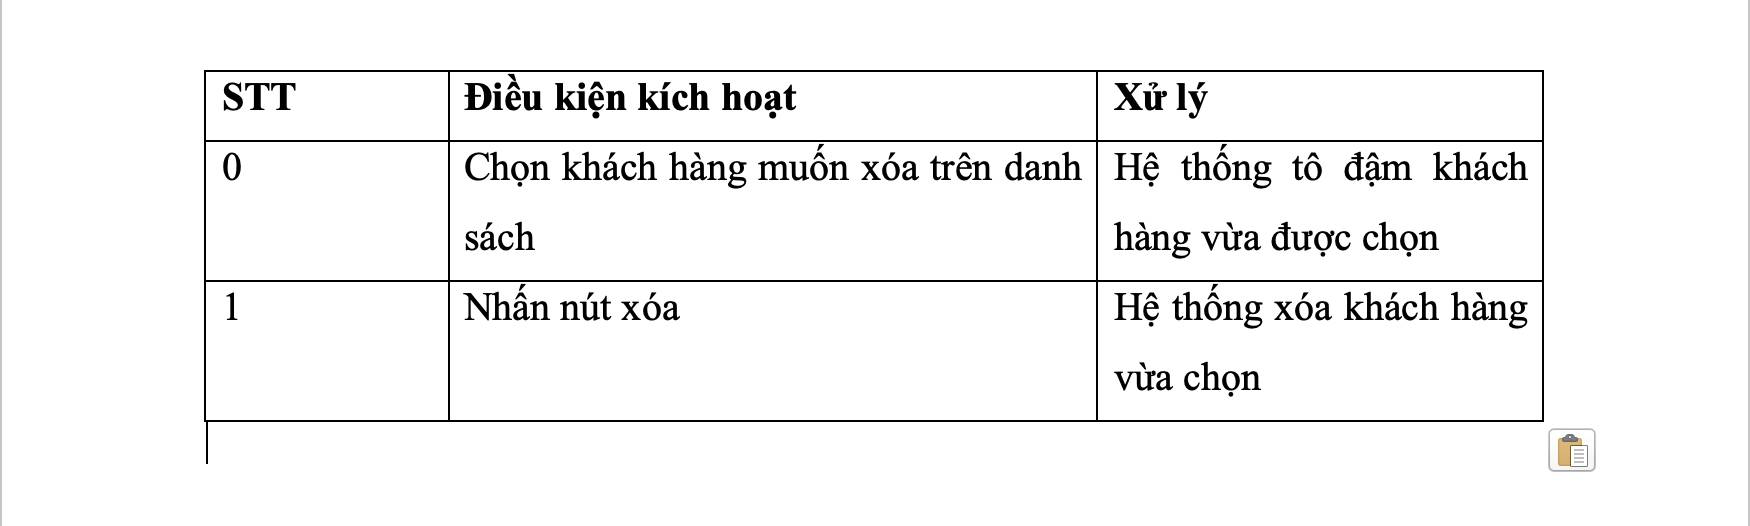 STT Điều kiện kích hoạt Xử lý
0 Chọn khách hàng muốn xóa trên danh Hệ thống tô đậm khách
sách hàng vừa được chọn
1 Nhấn nút xóa Hệ thống xóa khách hàng
vừa chọn